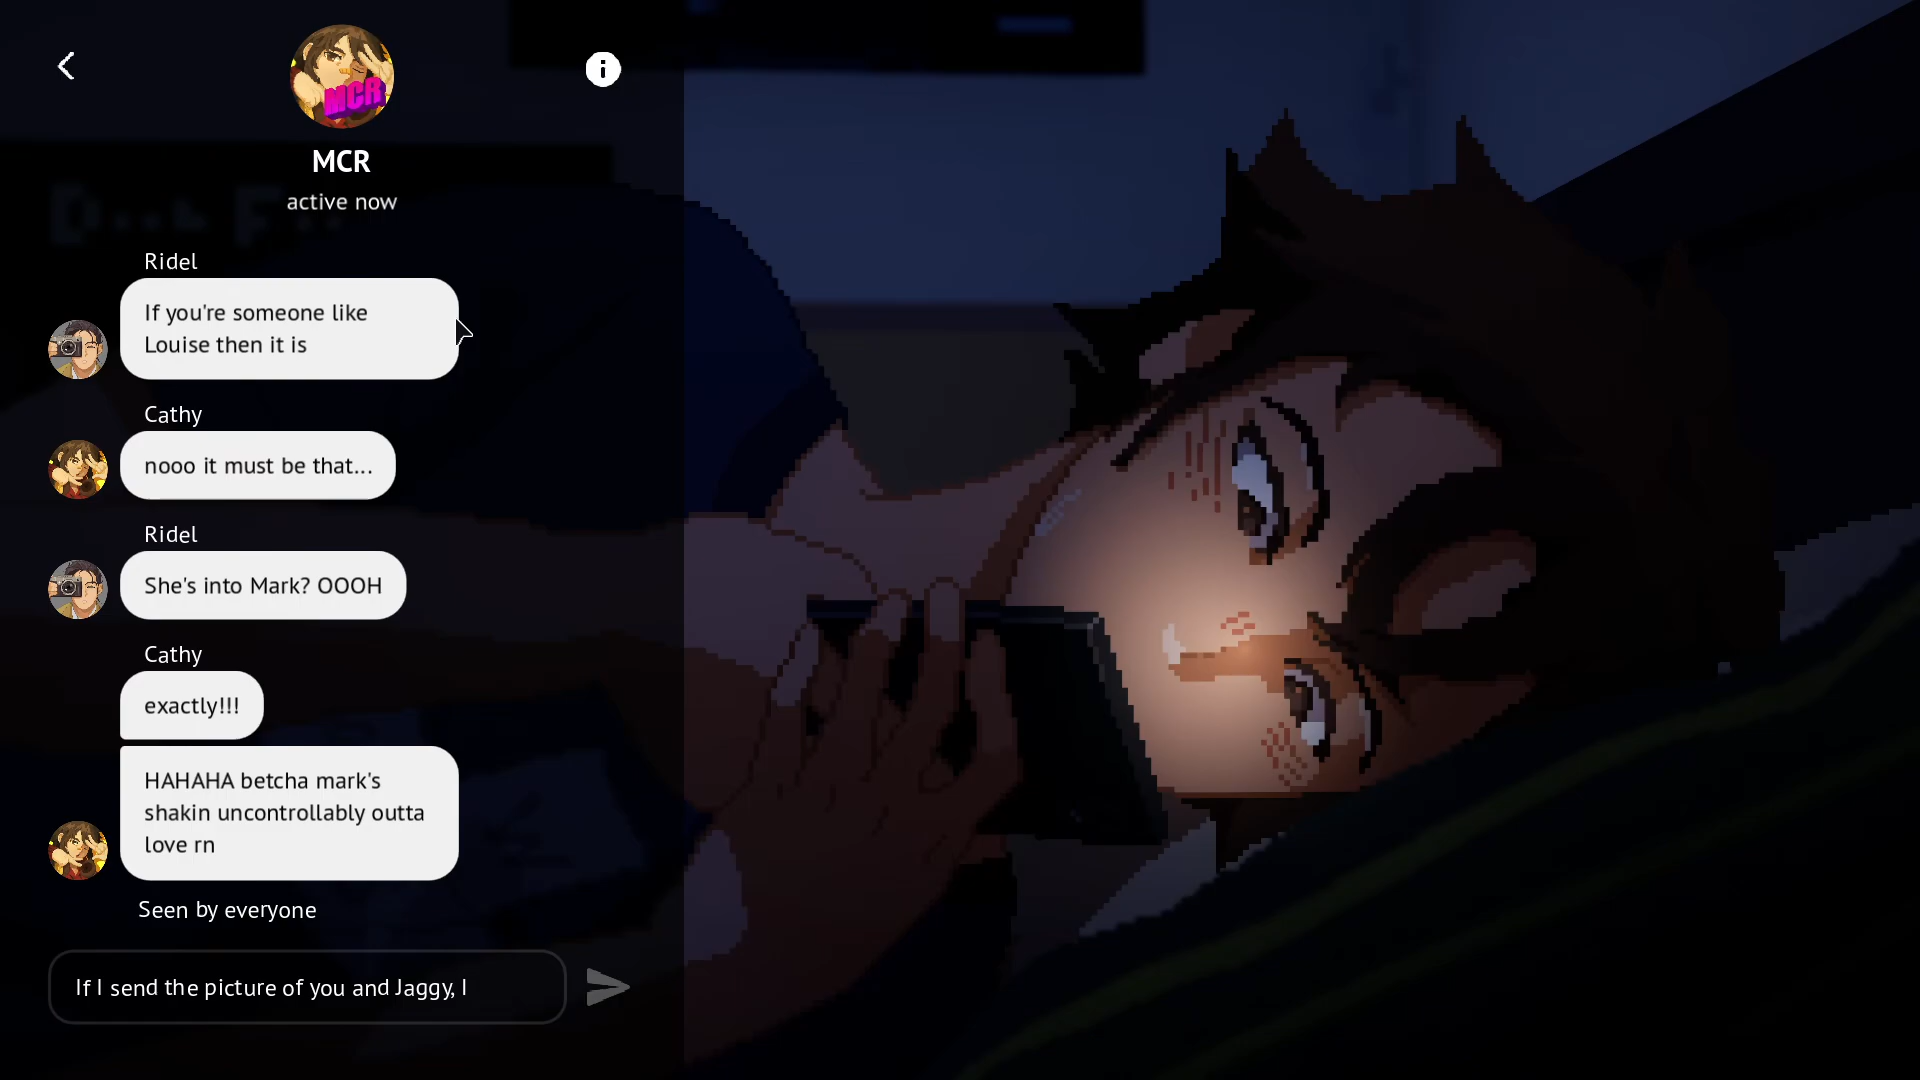 MCR
MCR
active now
Ridel
If you're someone like
Louise then it is
Cathy
nooo it must be that...
Ridel
She's into Mark? OOOH
Cathy
exactly!!!
HAHAHA betcha mark's
shakin uncontrollably outta
love rn
Seen by everyone
If I send the picture of you and Jaggy, I